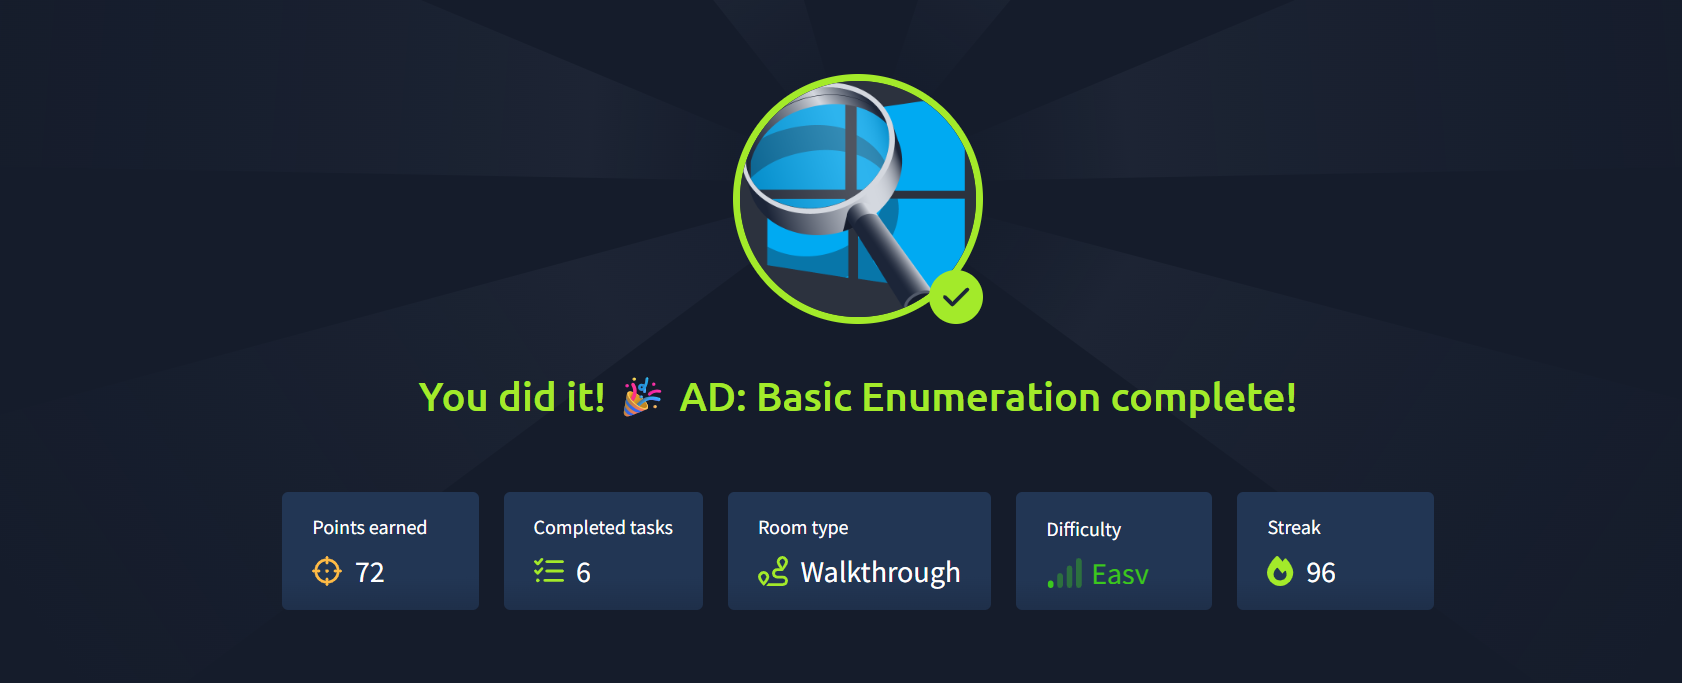 You did it! 🎉 AD: Basic Enumeration complete!
Points earned
72
Completed tasks
6
Room type
Walkthrough
Difficulty
Easy
Streak
96